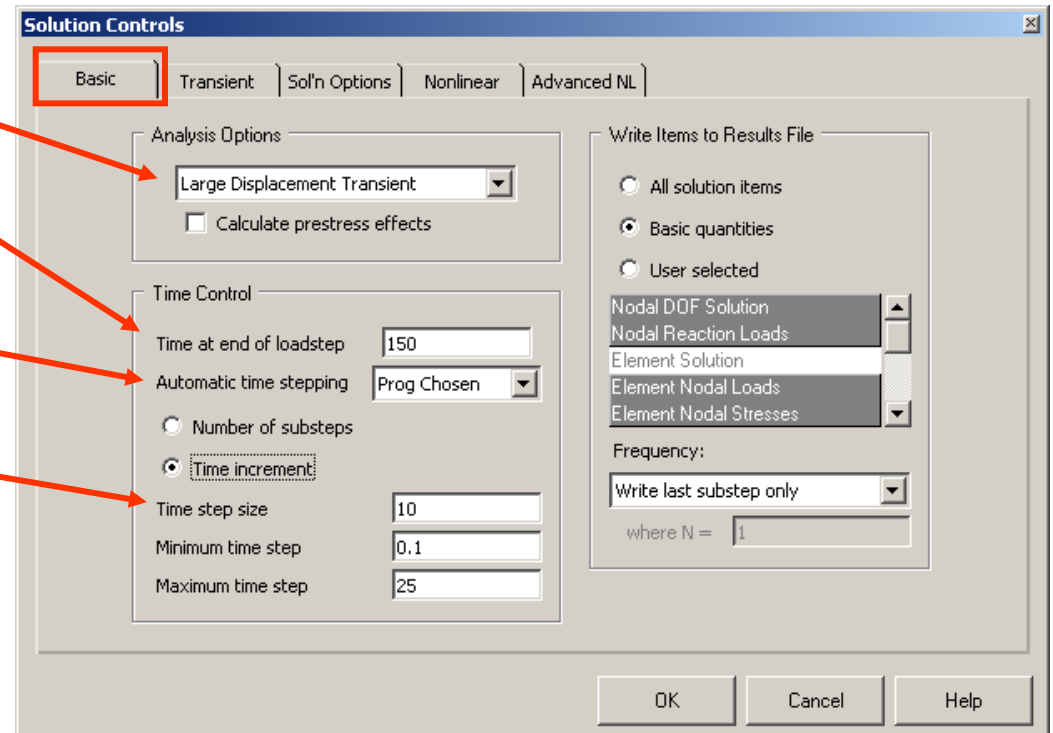 Solution Controls
Basic
Transient
Sol'n Options
Nonlinear
Advanced NL
Analysis Options
Large Displacement Transient
Calculate prestress effects
Time Control
Time at end of loadstep 150
Automatic time stepping Prog Chosen
Number of substeps
Time increment
Time step size 10
Minimum time step 0.1
Maximum time step 25
Write Items to Results File
All solution items
Basic quantities
User selected
Nodal DOF Solution
Nodal Reaction Loads
Element Solution
Element Nodal Loads
Element Nodal Stresses
Frequency:
Write last substep only
where N = 1
OK
Cancel
Help